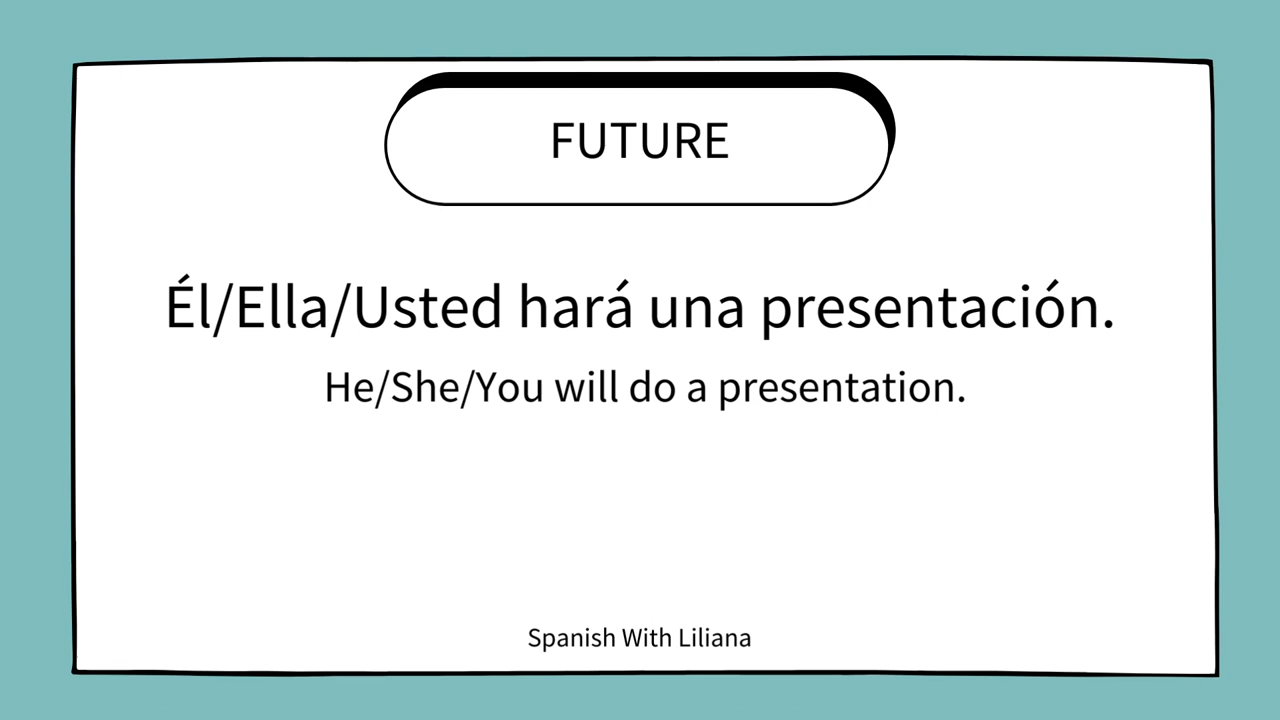 FUTURE
Él/Ella/Usted hará una presentación.
He/She/You will do a presentation.
Spanish With Liliana